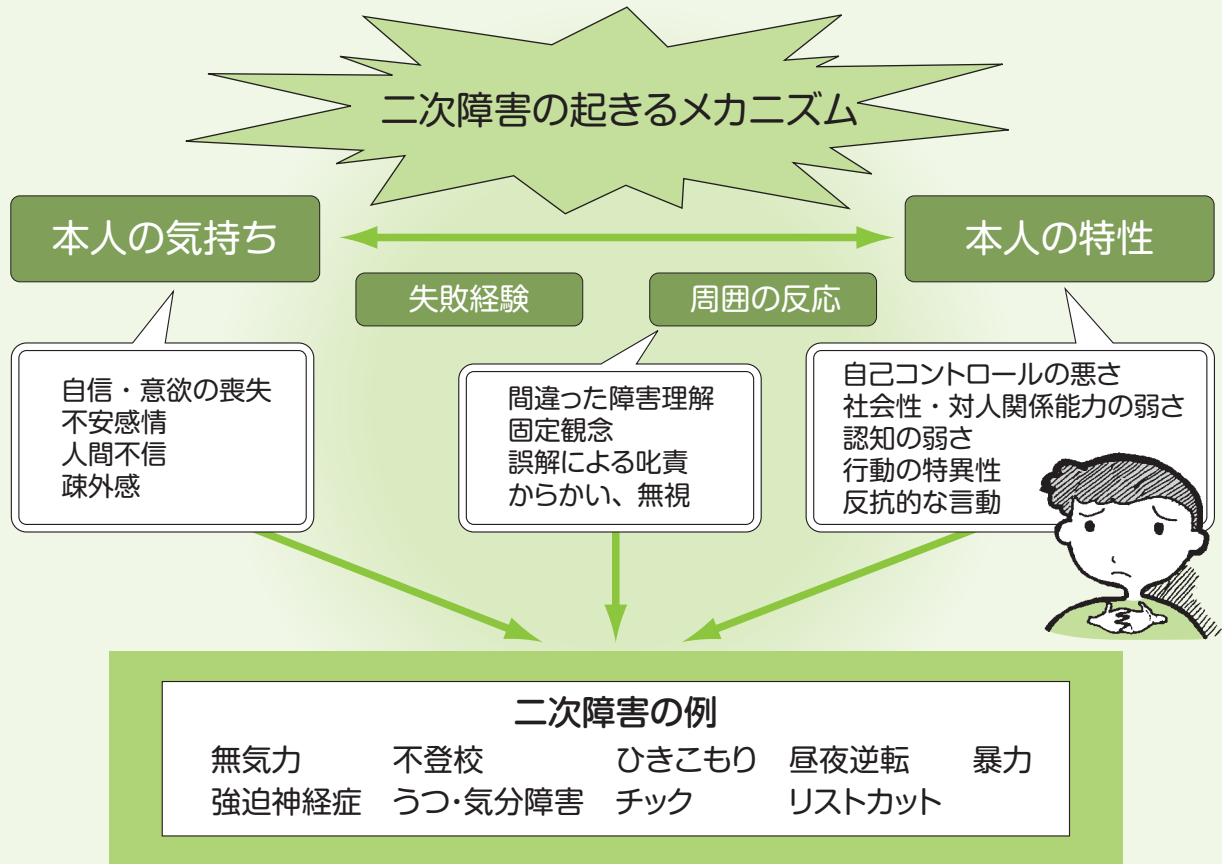 二次障害の起きるメカニズム
本人の気持ち
本人の特性
失敗経験
周囲の反応
自信・意欲の喪失
不安感情
人間不信
疎外感
間違った障害理解
固定観念
誤解による叱責
からかい、無視
自己コントロールの悪さ
社会性・対人関係能力の弱さ
認知の弱さ
行動の特異性
反抗的な言動
二次障害の例
無気力 不登校 ひきこもり 昼夜逆転 暴力
強迫神経症 うつ・気分障害 チック リストカット